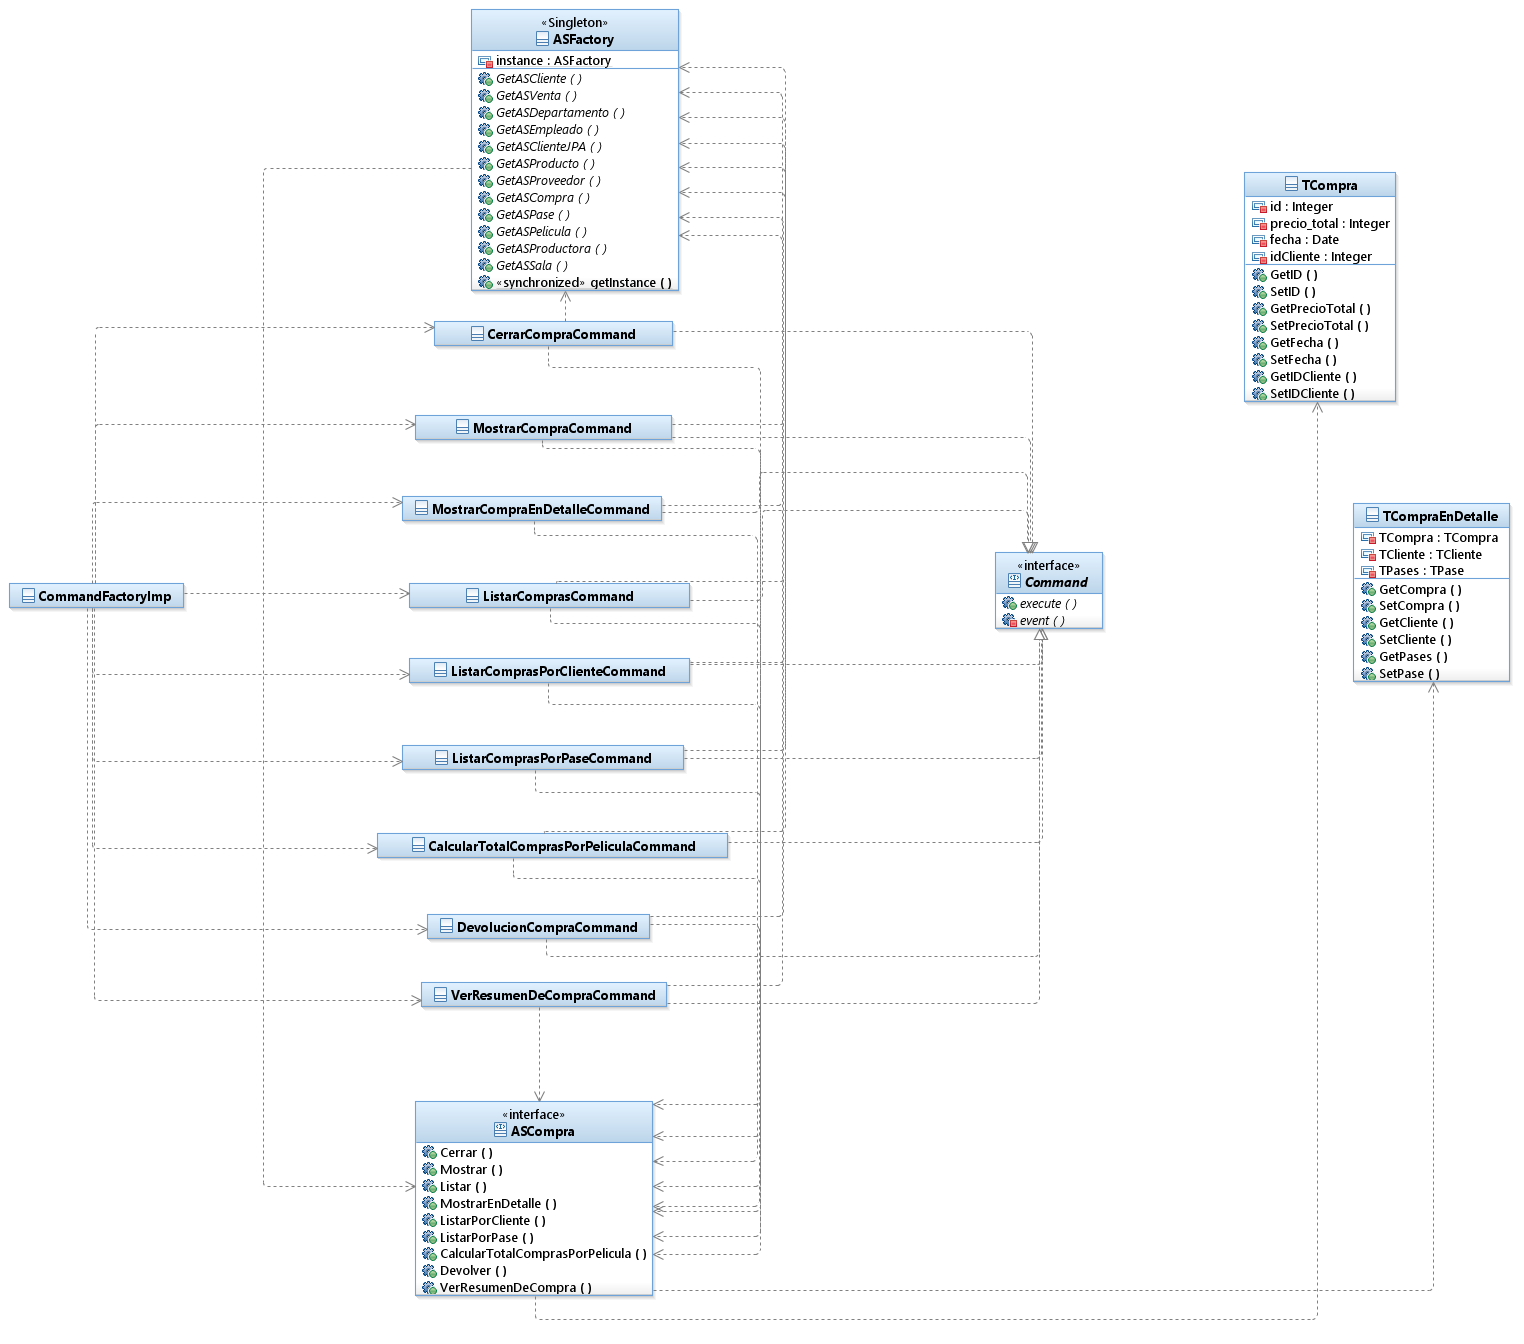 «Singleton»
ASFactory
instance : ASFactory
GetASCliente ( )
GetASVenta ( )
GetASDepartamento ( )
GetASEmpleado ( )
GetASClienteJPA ( )
GetASProducto ( )
GetASProveedor ( )
GetASCompra ( )
GetASPase ( )
GetASPelicula ( )
GetASProductora ( )
GetASSala ( )
«synchronized» getInstance ( )
TCompra
id : Integer
precio_total : Integer
fecha : Date
idCliente : Integer
GetID ( )
SetID ( )
GetPrecioTotal ( )
SetPrecioTotal ( )
GetFecha ( )
SetFecha ( )
GetIDCliente ( )
SetIDCliente ( )
CerrarCompraCommand
MostrarCompraCommand
MostrarCompraEnDetalleCommand
TCompraEnDetalle
TCompra : TCompra
TCliente : TCliente
TPases : TPase
GetCompra ( )
SetCompra ( )
GetCliente ( )
SetCliente ( )
GetPases ( )
SetPase ( )
«interface»
Command
execute ( )
event ( )
CommandFactoryImp
ListarComprasCommand
ListarComprasPorClienteCommand
ListarComprasPorPaseCommand
CalcularTotalComprasPorPeliculaCommand
DevolucionCompraCommand
VerResumenDeCompraCommand
«interface»
ASCompra
Cerrar ( )
Mostrar ( )
Listar ( )
MostrarEnDetalle ( )
ListarPorCliente ( )
ListarPorPase ( )
CalcularTotalComprasPorPelicula ( )
Devolver ( )
VerResumenDeCompra ( )